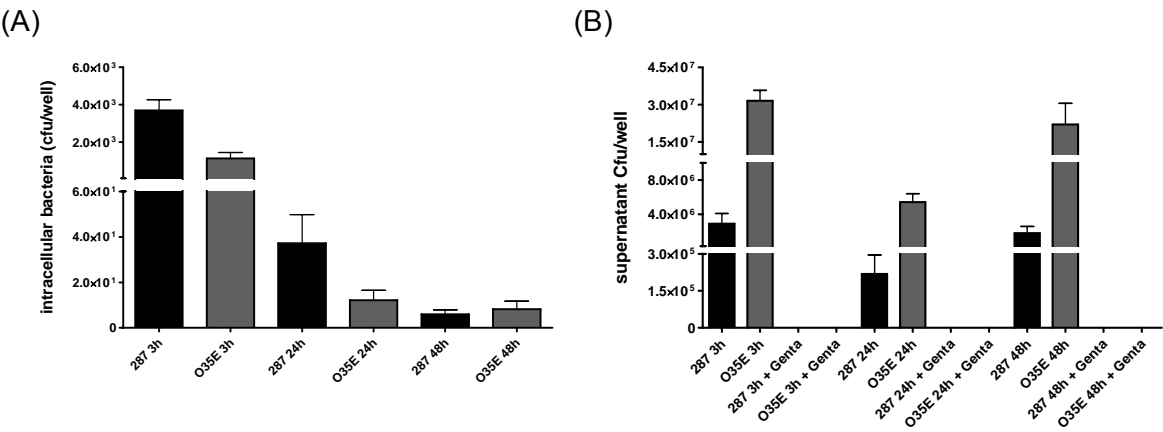 (A)
(B)
intracellular bacteria (cfu/well)
6.0×10³
4.0×10³
2.0×10³
6.0×10¹
4.0×10¹
2.0×10¹
0
287 3h
O35E 3h
287 24h
O35E 24h
287 48h
O35E 48h
supernatant Cfu/well
4.5×10⁷
3.0×10⁷
1.5×10⁷
8.0×10⁶
4.0×10⁶
3.0×10⁵
1.5×10⁵
0
287 3h
O35E 3h
287 3h + Genta
O35E 3h + Genta
287 24h
O35E 24h
287 24h + Genta
O35E 24h + Genta
287 48h
O35E 48h
287 48h + Genta
O35E 48h + Genta